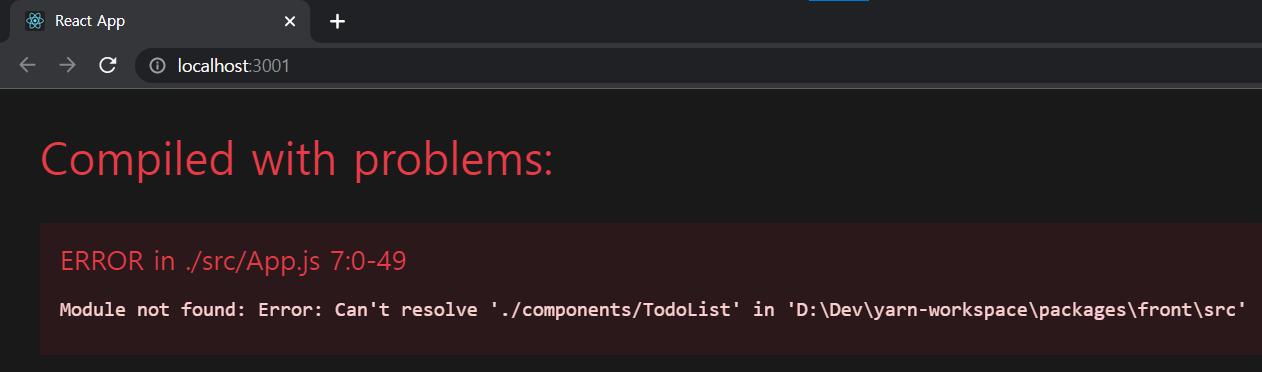 React App
localhost:3001
Compiled with problems:
ERROR in ./src/App.js 7:0-49
Module not found: Error: Can't resolve './components/TodoList' in 'D:\Dev\yarn-workspace\packages\front\src'